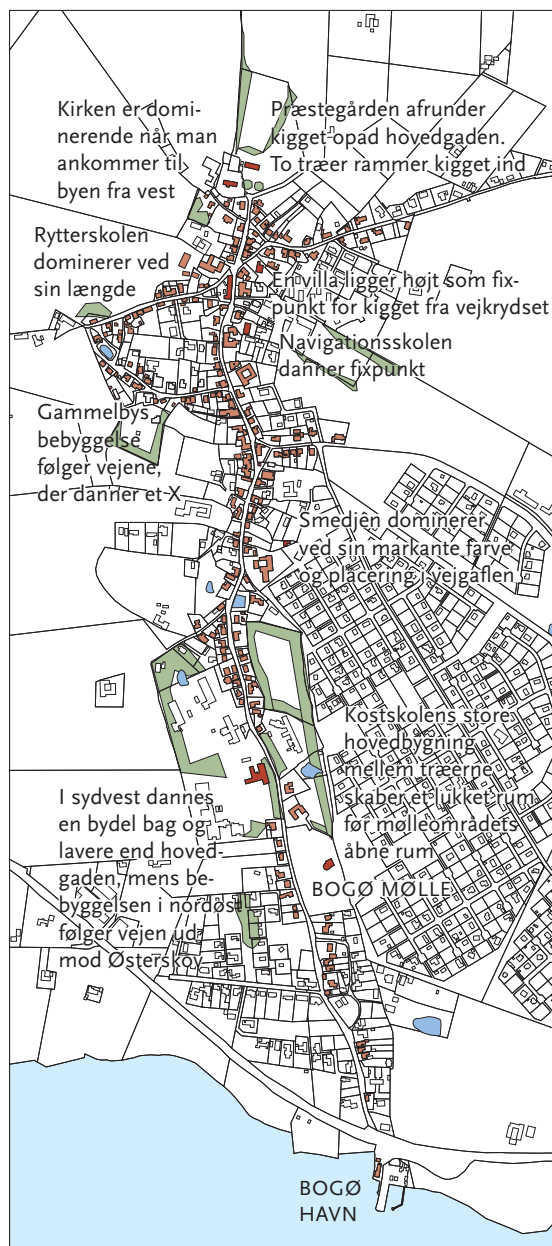 Kirken er domi-
nerende når man
ankommer til
byen fra vest
Præstegården afrunder
kigget opad hovedgaden.
To træer rammer kigget ind
Rytterskolen
dominerer ved
sin længde
En villa ligger højt som fix-
punkt for kigget fra vejkrydset
Navigationsskolen
danner fixpunkt
Gammelbys
bebyggelse
følger vejene,
der danner et X
Smedjen dominerer
ved sin markante farve
og placering i vejgaflen
Kostskolens store
hovedbygning
mellem træerne
skaber et lukket rum
før mølleområdets
åbne rum
I sydvest dannes
en bydel bag og
lavere end hoved-
gaden, mens be-
byggelsen i nordøst
følger vejen ud
mod Østerskov
BOGØ MØLLE
BOGØ
HAVN